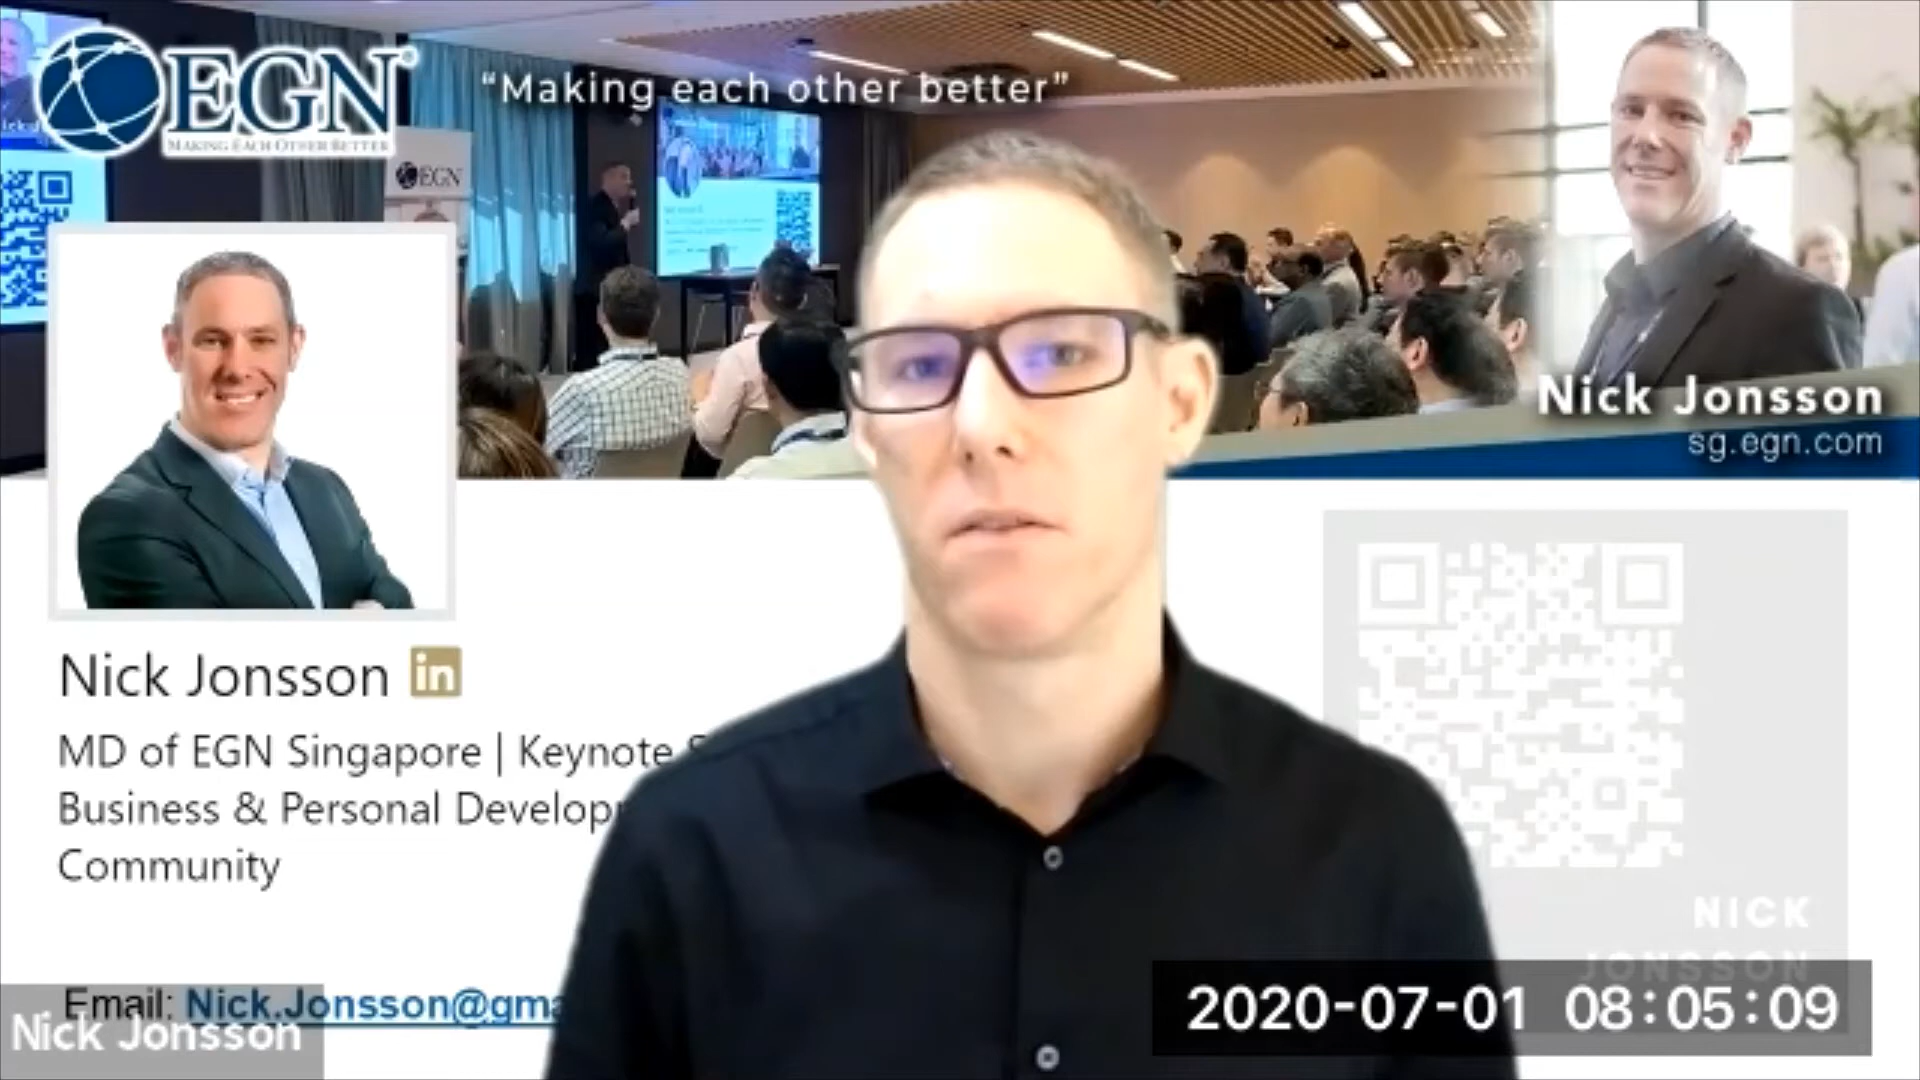 EGN®
MAKING EACH OTHER BETTER
“Making each other better”
EGN
Nick Jonsson
sg.egn.com
Nick Jonsson in
MD of EGN Singapore | Keynote
Business & Personal Develop
Community
NICK
JONSSON
Email: Nick.Jonsson@gma
Nick Jonsson
2020-07-01 08:05:09